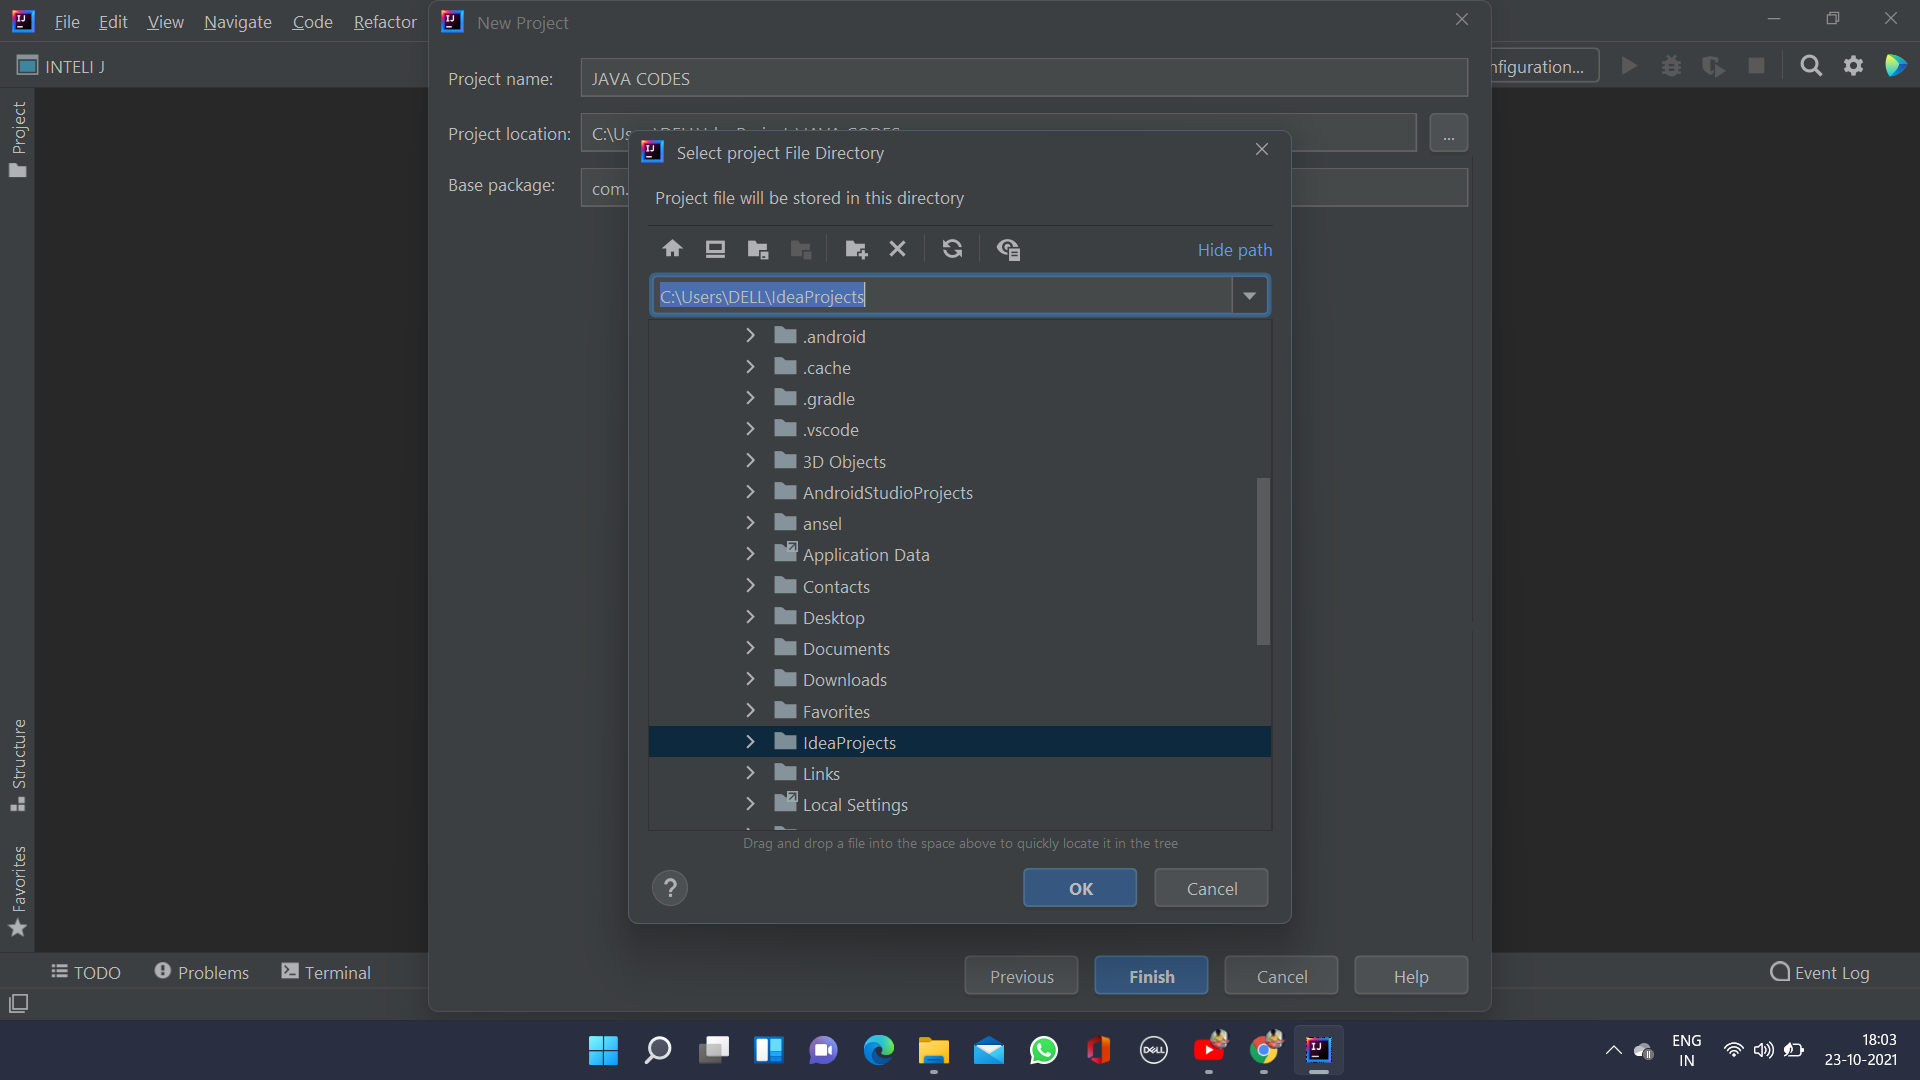 File Edit View Navigate Code Refactor
New Project
INTELI J
nfiguration...
Project name: JAVA CODES
Project location: C:\Us
...
Base package: com.
Select project File Directory
Project file will be stored in this directory
Hide path
C:\Users\DELL\IdeaProjects
.android
.cache
.gradle
.vscode
3D Objects
AndroidStudioProjects
ansel
Application Data
Contacts
Desktop
Documents
Downloads
Favorites
IdeaProjects
Links
Local Settings
Drag and drop a file into the space above to quickly locate it in the tree
?
OK Cancel
Previous Finish Cancel Help
Project
Structure
Favorites
TODO Problems Terminal
Event Log
DELL
ENG
IN
18:03
23-10-2021